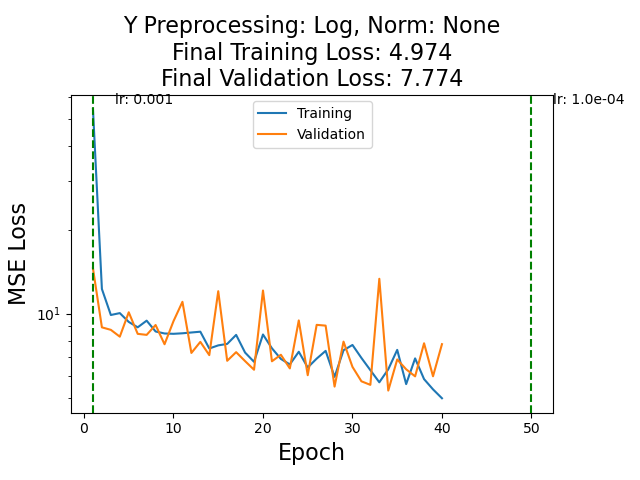 Y Preprocessing: Log, Norm: None
Final Training Loss: 4.974
Final Validation Loss: 7.774
lr: 0.001
lr: 1.0e-04
Training
Validation
MSE Loss
10¹
0 10 20 30 40 50
Epoch